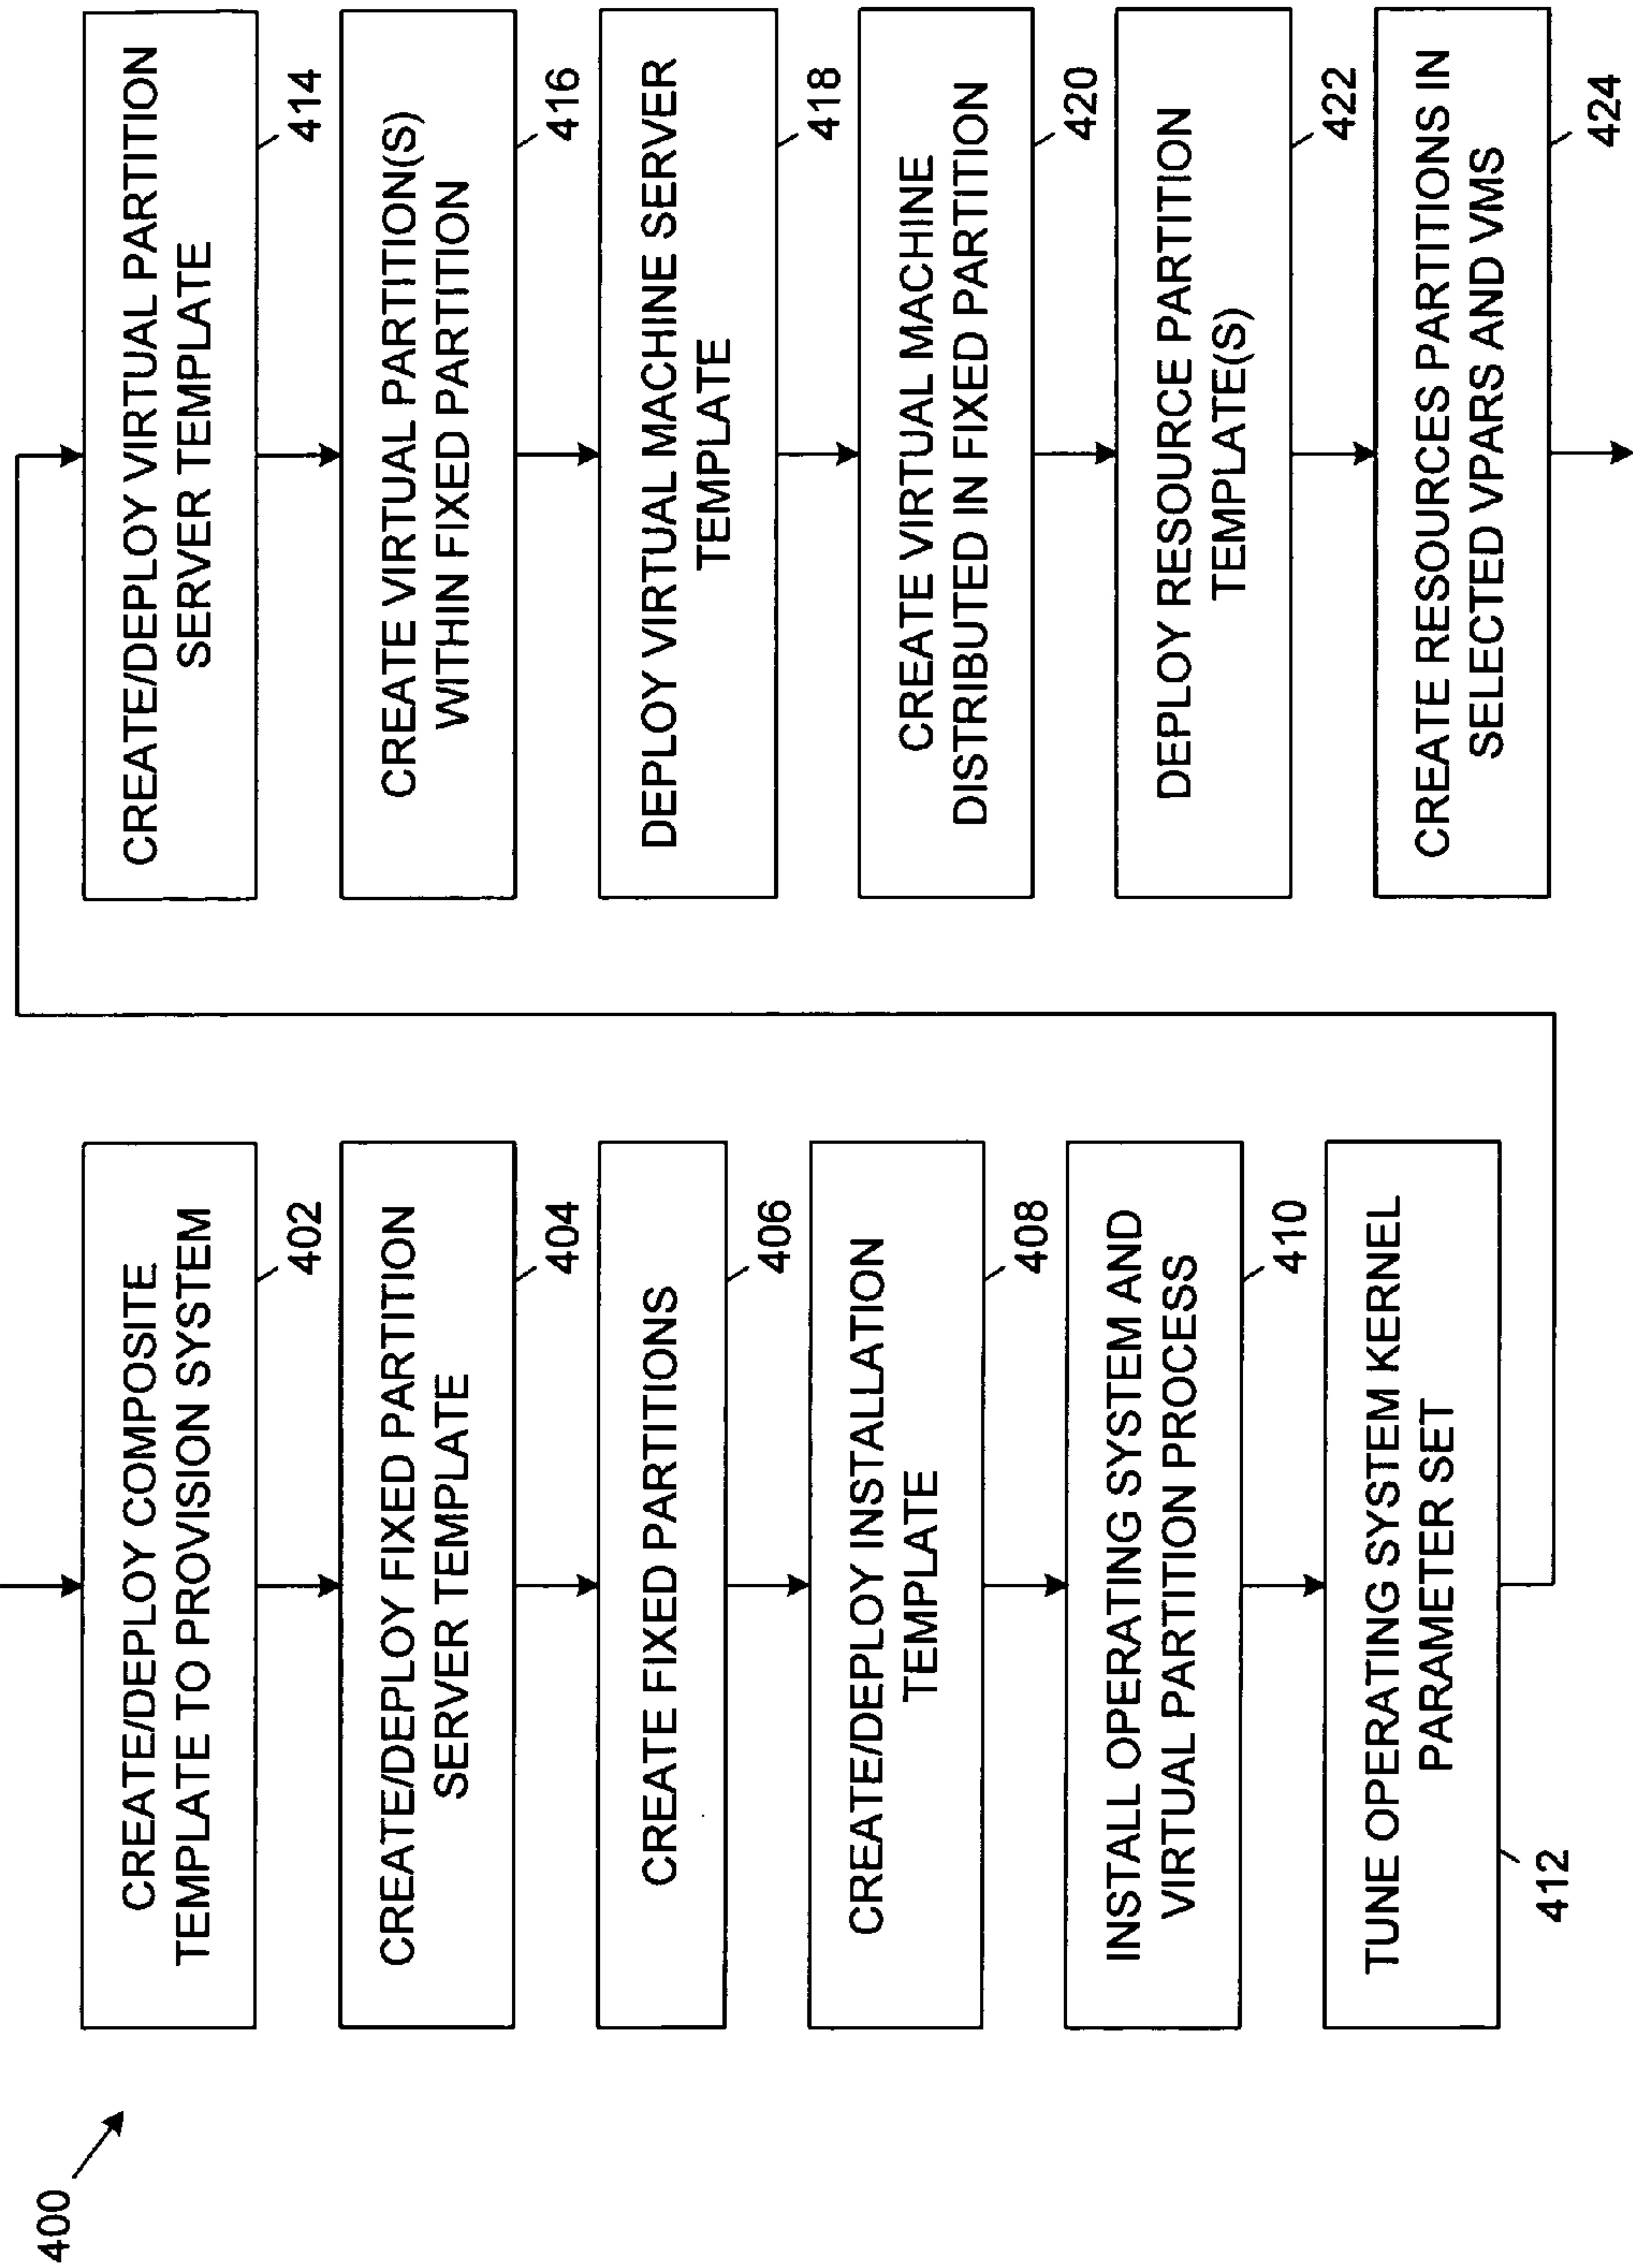 400
CREATE/DEPLOY COMPOSITE
TEMPLATE TO PROVISION SYSTEM
402
CREATE/DEPLOY FIXED PARTITION
SERVER TEMPLATE
404
CREATE FIXED PARTITIONS
406
CREATE/DEPLOY INSTALLATION
TEMPLATE
408
INSTALL OPERATING SYSTEM AND
VIRTUAL PARTITION PROCESS
410
TUNE OPERATING SYSTEM KERNEL
PARAMETER SET
412
CREATE/DEPLOY VIRTUAL PARTITION
SERVER TEMPLATE
414
CREATE VIRTUAL PARTITION(S)
WITHIN FIXED PARTITION
416
DEPLOY VIRTUAL MACHINE SERVER
TEMPLATE
418
CREATE VIRTUAL MACHINE
DISTRIBUTED IN FIXED PARTITION
420
DEPLOY RESOURCE PARTITION
TEMPLATE(S)
422
CREATE RESOURCES PARTITIONS IN
SELECTED VPARS AND VMS
424